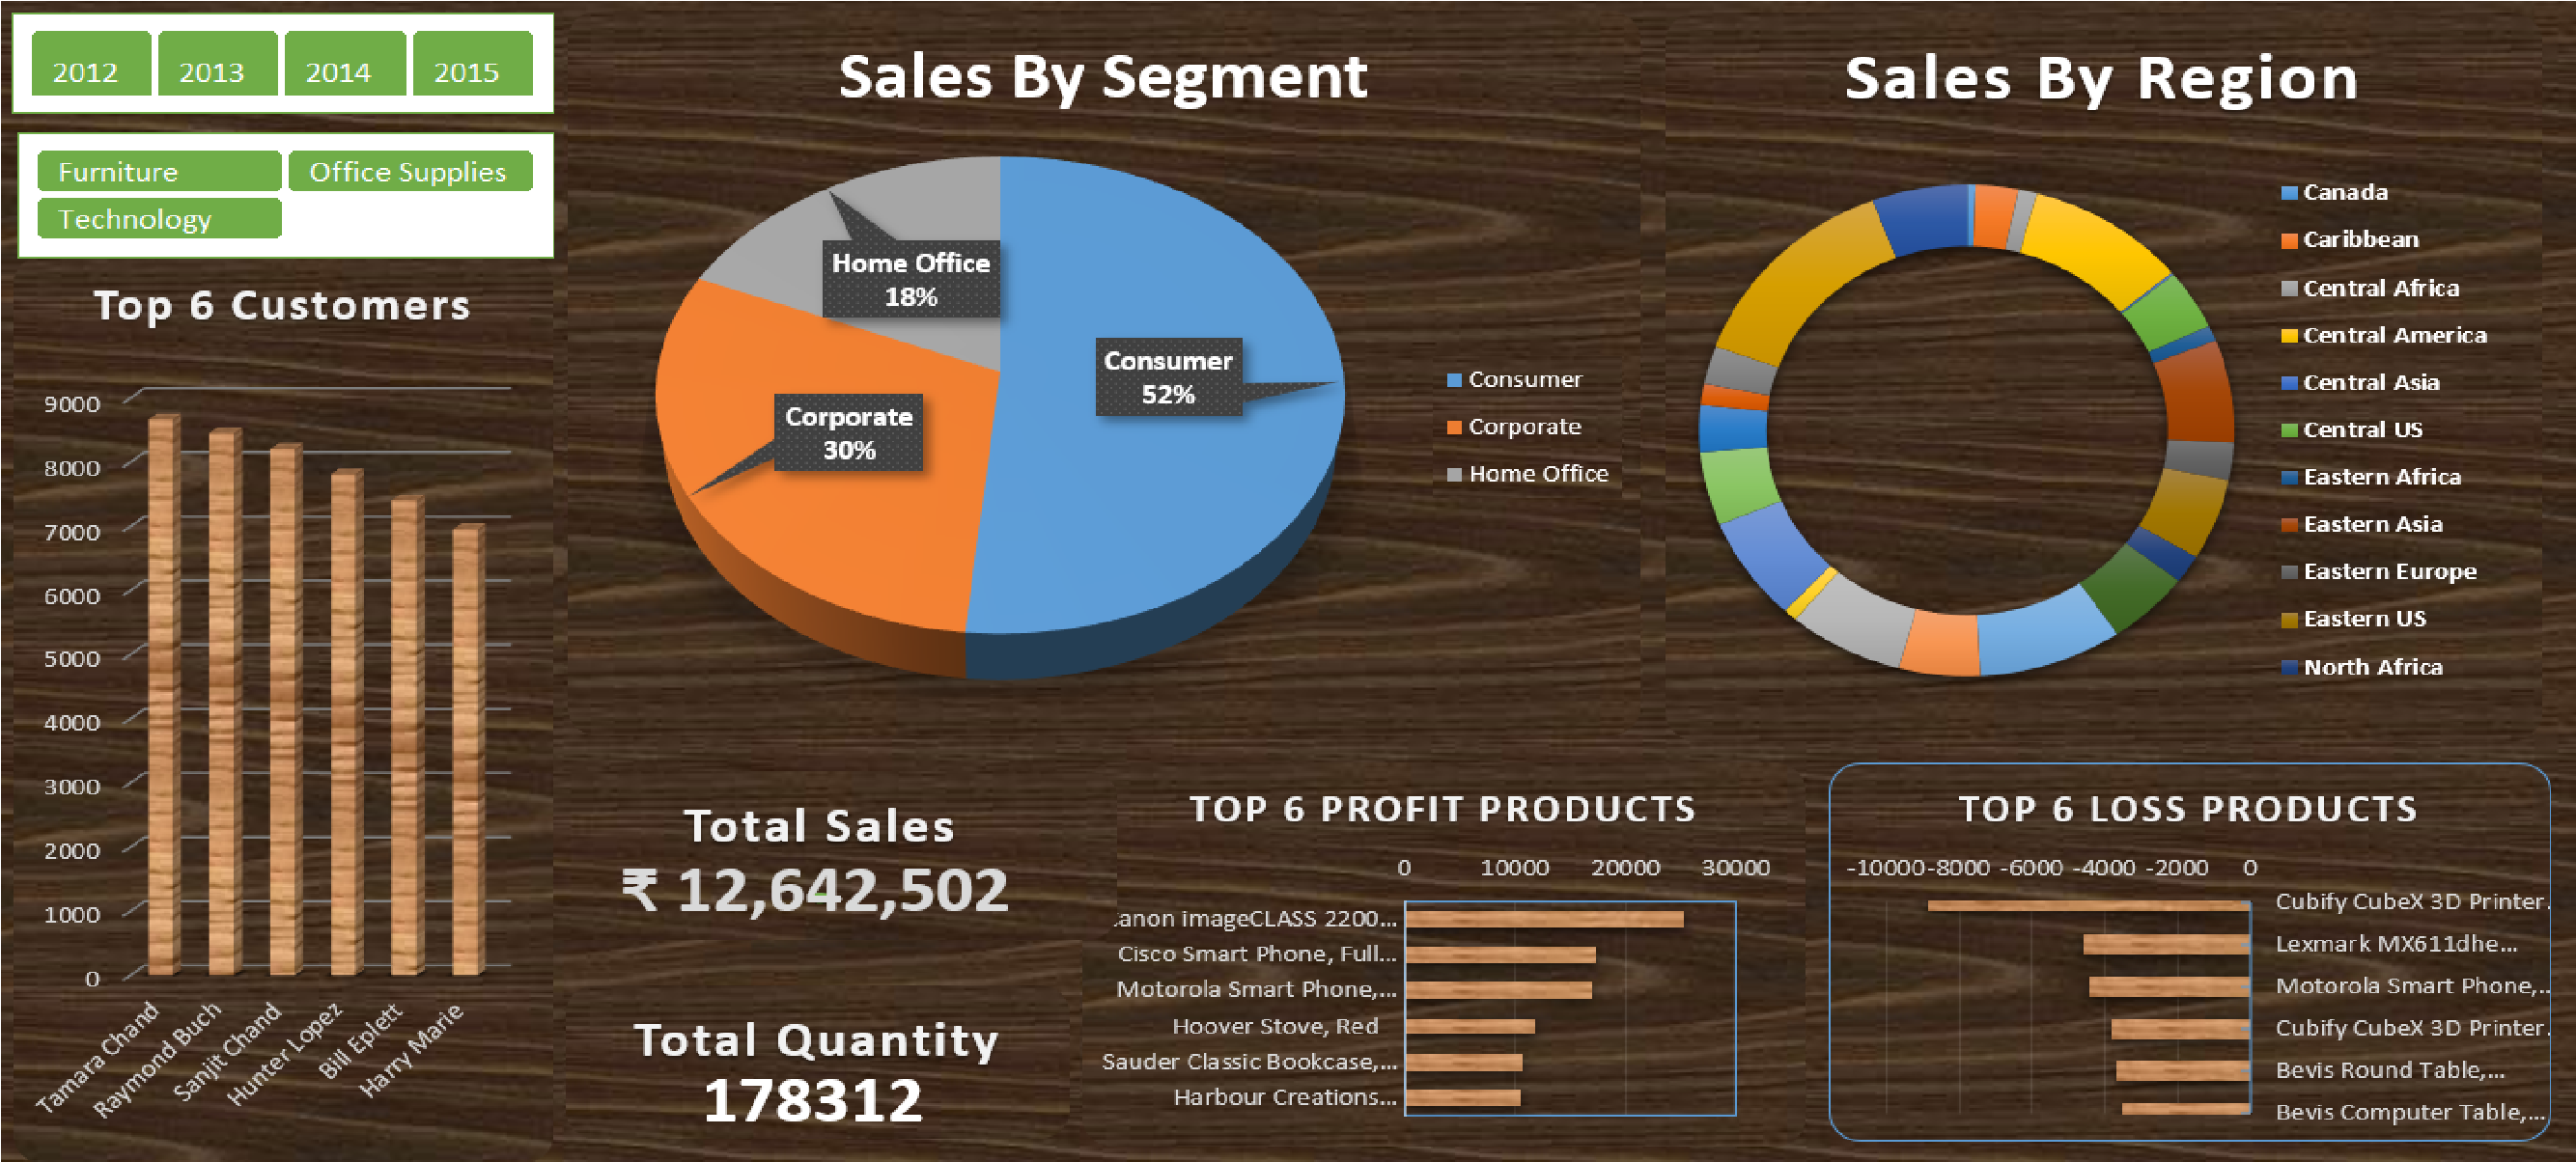 2012 2013 2014 2015
Furniture Office Supplies
Technology
Top 6 Customers
9000
8000
7000
6000
5000
4000
3000
2000
1000
0
Tamara Chand
Raymond Buch
Sanjit Chand
Hunter Lopez
Bill Eplett
Harry Marie
Sales By Segment
Home Office
18%
Consumer
52%
Corporate
30%
Consumer
Corporate
Home Office
Sales By Region
Canada
Caribbean
Central Africa
Central America
Central Asia
Central US
Eastern Africa
Eastern Asia
Eastern Europe
Eastern US
North Africa
Total Sales
₹ 12,642,502
Total Quantity
178312
TOP 6 PROFIT PRODUCTS
0 10000 20000 30000
anon imageCLASS 2200...
Cisco Smart Phone, Full...
Motorola Smart Phone,...
Hoover Stove, Red
Sauder Classic Bookcase,...
Harbour Creations...
TOP 6 LOSS PRODUCTS
-10000 -8000 -6000 -4000 -2000 0
Cubify CubeX 3D Printer.
Lexmark MX611dhe...
Motorola Smart Phone,..
Cubify CubeX 3D Printer.
Bevis Round Table,...
Bevis Computer Table,...